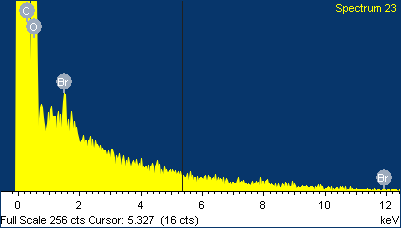 Spectrum 23
C
O
Br
Br
0 2 4 6 8 10 12
Full Scale 256 cts Cursor: 5.327 (16 cts) keV